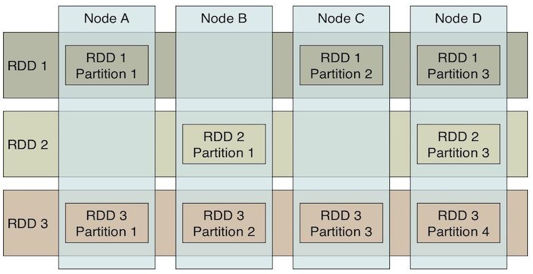 Node A
Node B
Node C
Node D
RDD 1
RDD 1
Partition 1
RDD 1
Partition 2
RDD 1
Partition 3
RDD 2
RDD 2
Partition 1
RDD 2
Partition 3
RDD 3
RDD 3
Partition 1
RDD 3
Partition 2
RDD 3
Partition 3
RDD 3
Partition 4